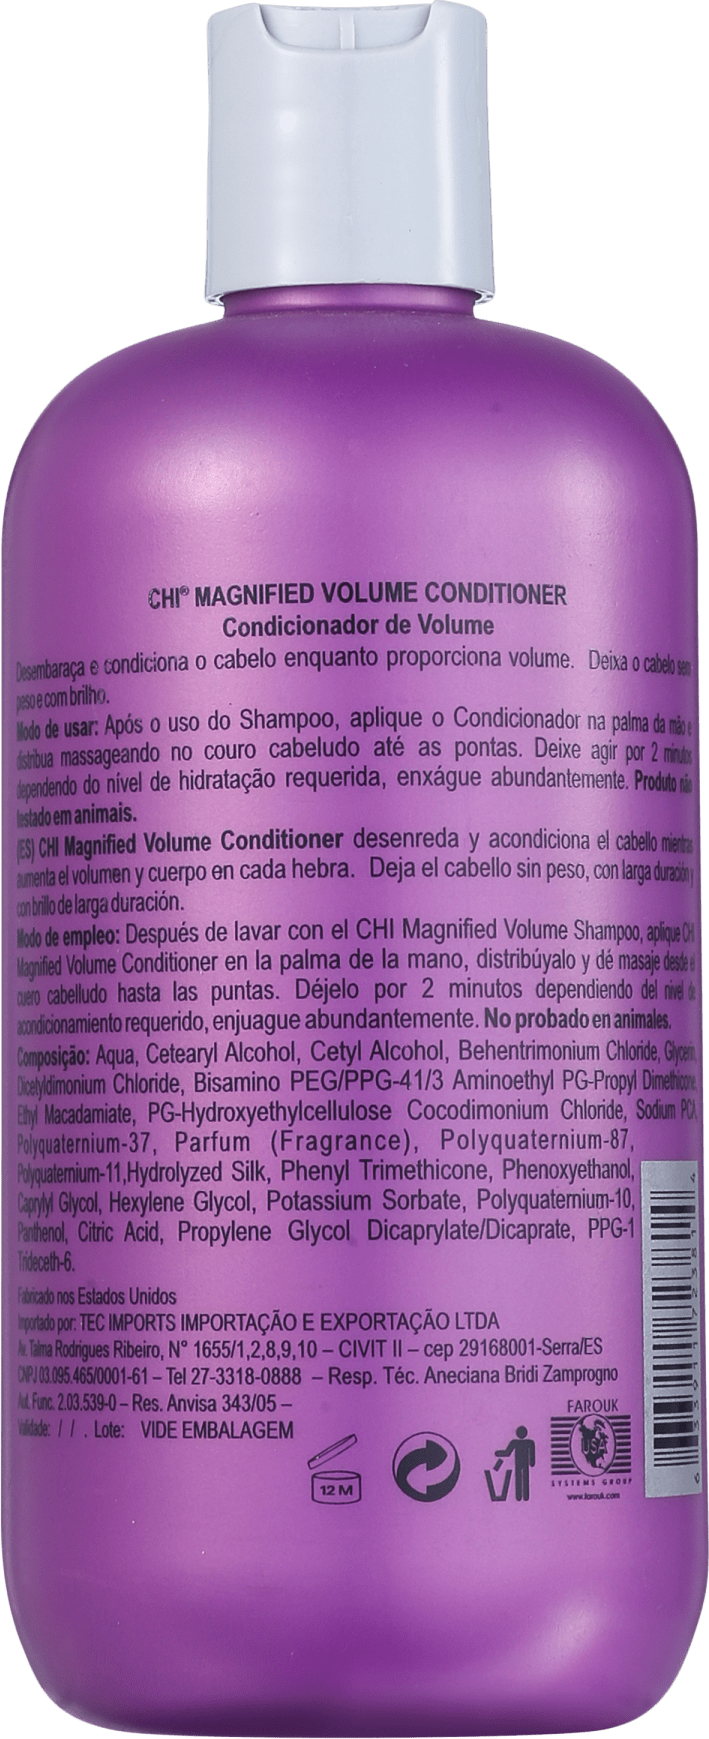 CHI® MAGNIFIED VOLUME CONDITIONER
Condicionador de Volume
Desembaraça e condiciona o cabelo enquanto proporciona volume. Deixa o cabelo sem
peso e com brilho.
Modo de usar: Após o uso do Shampoo, aplique o Condicionador na palma da mão e
distribua massageando no couro cabeludo até as pontas. Deixe agir por 2 minutos
dependendo do nível de hidratação requerida, enxágue abundantemente. Produto não
testado em animais.
(ES) CHI Magnified Volume Conditioner desenreda y acondiciona el cabello mientras
aumenta el volumen y cuerpo en cada hebra. Deja el cabello sin peso, con larga duración y
con brillo de larga duración.
Modo de empleo: Después de lavar con el CHI Magnified Volume Shampoo, aplique CHI
Magnified Volume Conditioner en la palma de la mano, distribúyalo y dé masaje desde el
cuero cabelludo hasta las puntas. Déjelo por 2 minutos dependiendo del nivel de
acondicionamiento requerido, enjuague abundantemente. No probado en animales.
Composição: Aqua, Cetearyl Alcohol, Cetyl Alcohol, Behentrimonium Chloride, Glycerin,
Dicetyldimonium Chloride, Bisamino PEG/PPG-41/3 Aminoethyl PG-Propyl Dimethicone,
Ethyl Macadamiate, PG-Hydroxyethylcellulose Cocodimonium Chloride, Sodium PCA,
Polyquaternium-37, Parfum (Fragrance), Polyquaternium-87,
Polyquaternium-11,Hydrolyzed Silk, Phenyl Trimethicone, Phenoxyethanol,
Caprylyl Glycol, Hexylene Glycol, Potassium Sorbate, Polyquaternium-10,
Panthenol, Citric Acid, Propylene Glycol Dicaprylate/Dicaprate, PPG-1
Trideceth-6.
Fabricado nos Estados Unidos
Importado por: TEC IMPORTS IMPORTAÇÃO E EXPORTAÇÃO LTDA
Av. Talma Rodrigues Ribeiro, N° 1655/1,2,8,9,10 – CIVIT II – cep 29168001-Serra/ES
CNPJ 03.095.465/0001-61 – Tel 27-3318-0888 – Resp. Téc. Aneciana Bridi Zamprogno
Aut. Func. 2.03.539-0 – Res. Anvisa 343/05 –
Validade: / / . Lote: VIDE EMBALAGEM
12 M
FAROUK
USA
SYSTEMS GROUP
www.farouk.com